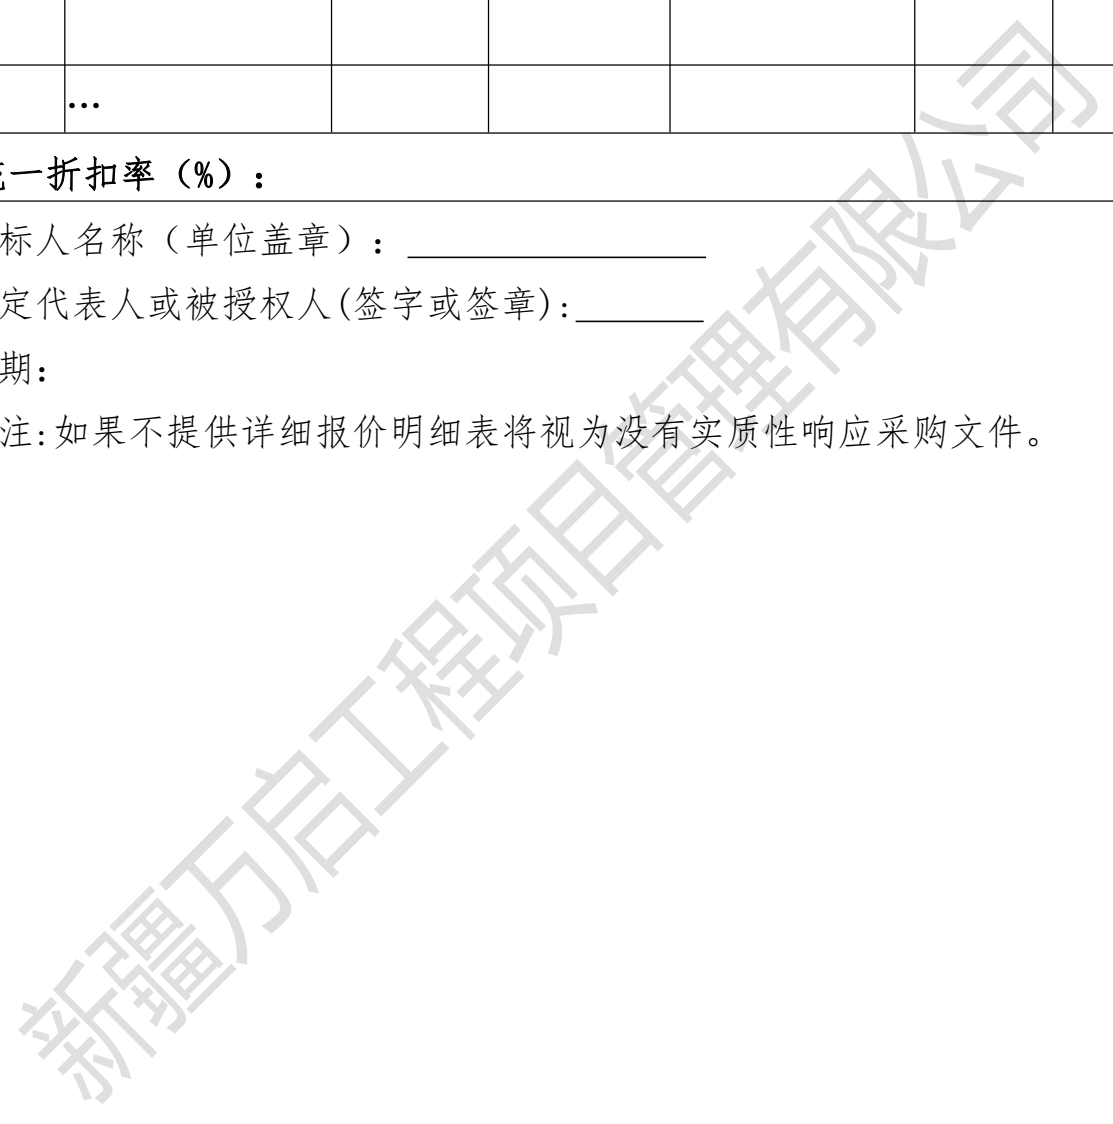 …
一折扣率（%）：
标人名称（单位盖章）：
定代表人或被授权人(签字或签章):
期：
注:如果不提供详细报价明细表将视为没有实质性响应采购文件。
新疆万启工程项目管理有限公司